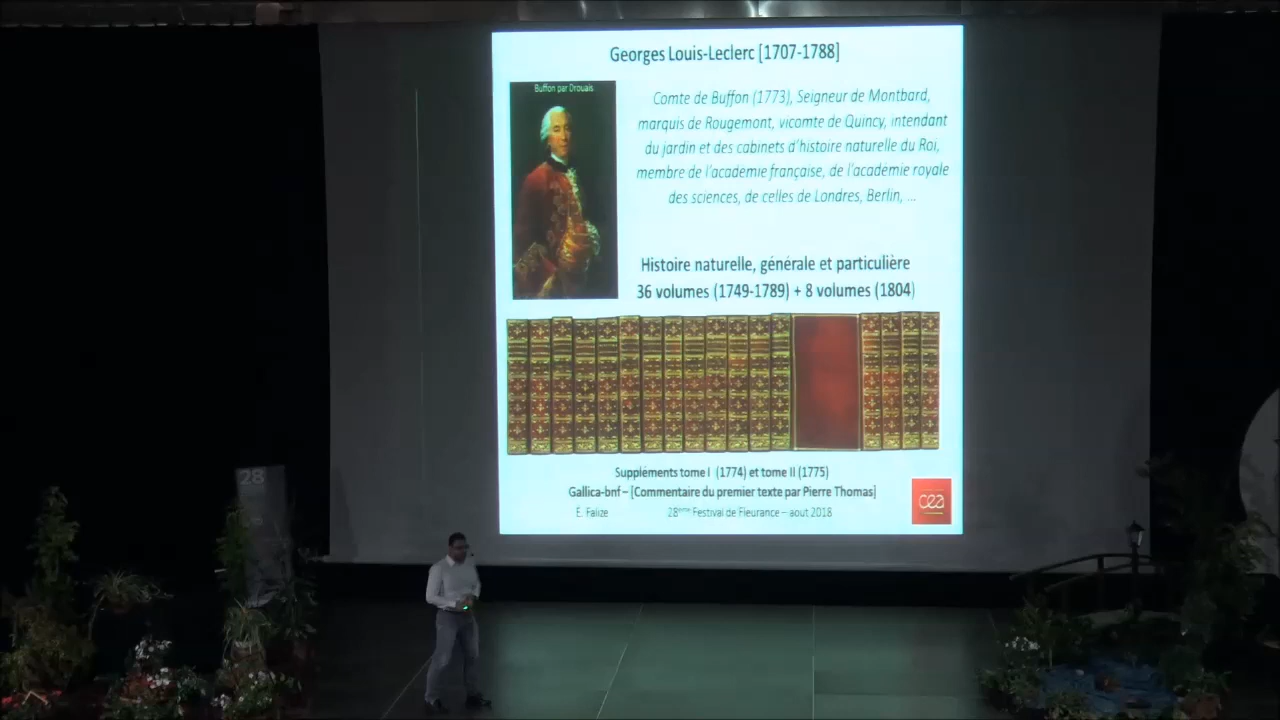 Georges Louis-Leclerc [1707-1788]
Buffon par Drouais
Comte de Buffon (1773), Seigneur de Montbard,
marquis de Rougemont, vicomte de Quincy, intendant
du jardin et des cabinets d'histoire naturelle du Roi,
membre de l'académie française, de l'académie royale
des sciences, de celles de Londres, Berlin, ...
Histoire naturelle, générale et particulière
36 volumes (1749-1789) + 8 volumes (1804)
Suppléments tome I (1774) et tome II (1775)
Gallica-bnf – [Commentaire du premier texte par Pierre Thomas]
É. Falize
28ème Festival de Fleurance – aout 2018
cea
28